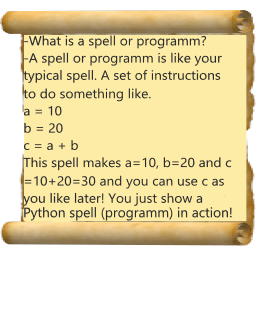 -What is a spell or programm?
-A spell or programm is like your
typical spell. A set of instructions
to do something like.
a = 10
b = 20
c = a + b
This spell makes a=10, b=20 and c
=10+20=30 and you can use c as
you like later! You just show a
Python spell (programm) in action!